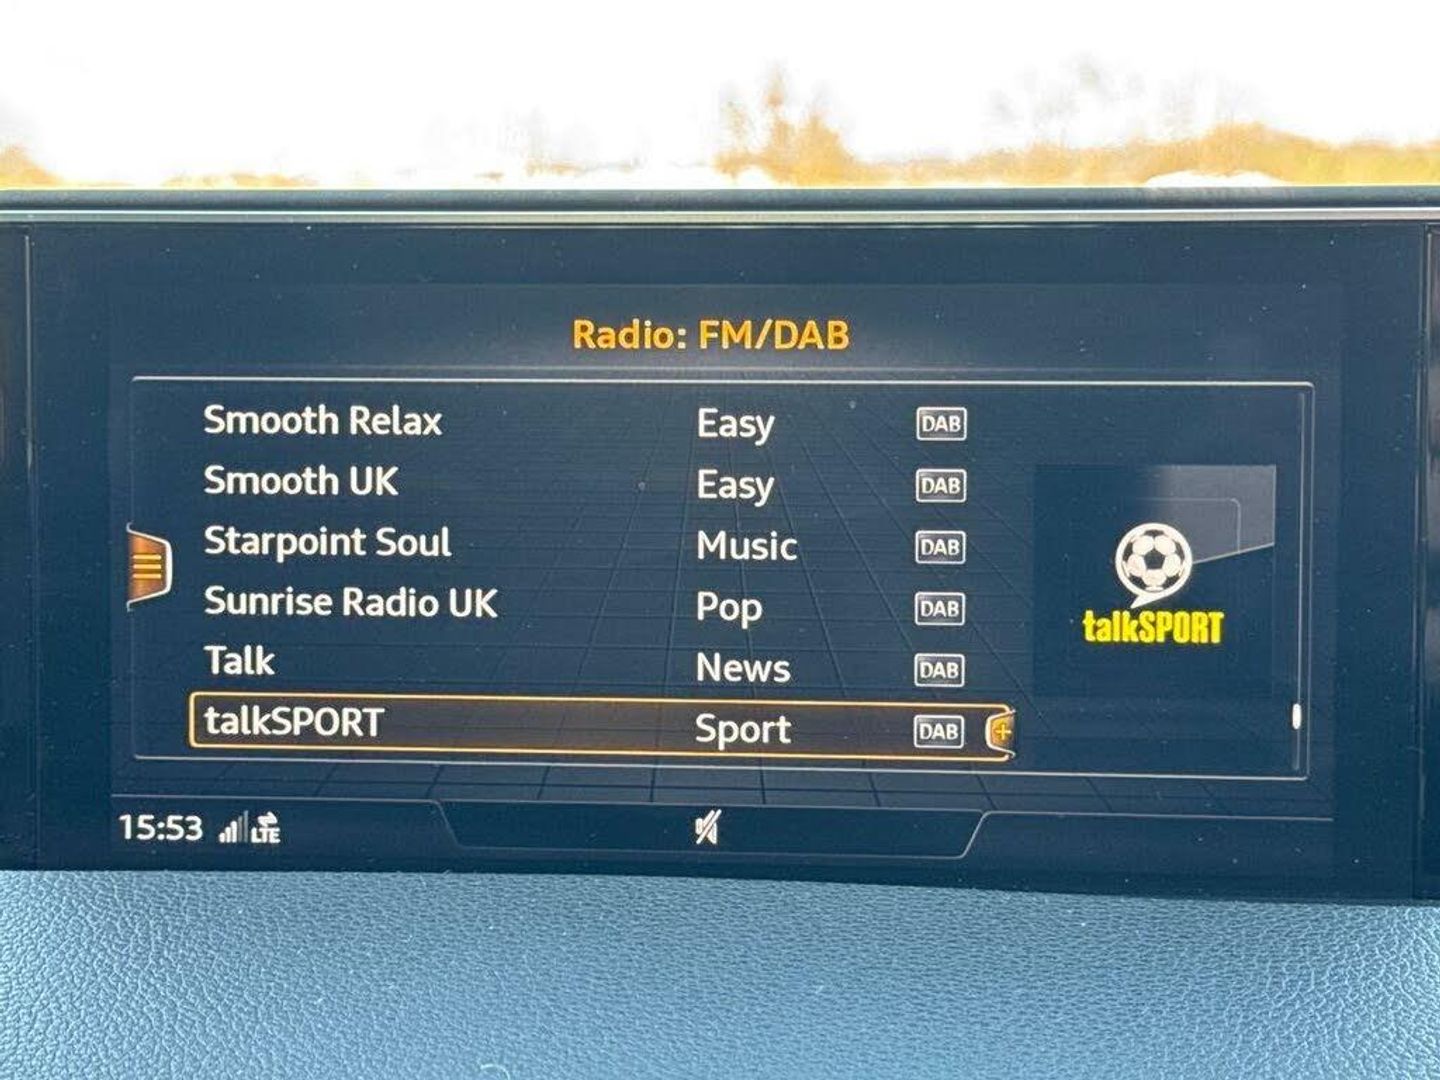 Radio: FM/DAB
Smooth Relax Easy DAB
Smooth UK Easy DAB
Starpoint Soul Music DAB
Sunrise Radio UK Pop DAB
Talk News DAB
talkSPORT Sport DAB
talkSPORT
15:53 LTE